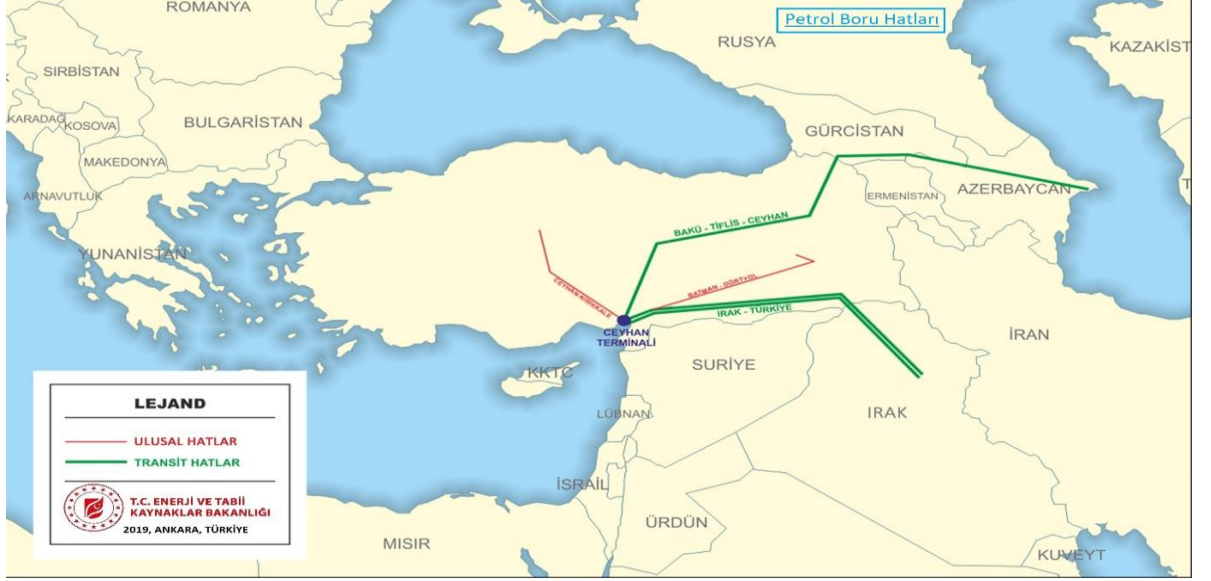 ROMANYA
Petrol Boru Hatları
RUSYA
KAZAKİST
SIRBİSTAN
KARADAĞ
KOSOVA
BULGARİSTAN
GÜRCİSTAN
MAKEDONYA
ARNAVUTLUK
ERMENİSTAN
AZERBAYCAN
T
YUNANİSTAN
BAKÜ - TİFLİS - CEYHAN
CEYHAN-KIRIKKALE
BATMAN - DÖRTYOL
IRAK - TÜRKİYE
CEYHAN
TERMİNALİ
İRAN
SURİYE
KKTC
LÜBNAN
IRAK
İSRAİL
ÜRDÜN
MISIR
KUVEYT
LEJAND
ULUSAL HATLAR
TRANSİT HATLAR
T.C. ENERJİ VE TABİİ
KAYNAKLAR BAKANLIĞI
2019, ANKARA, TÜRKİYE